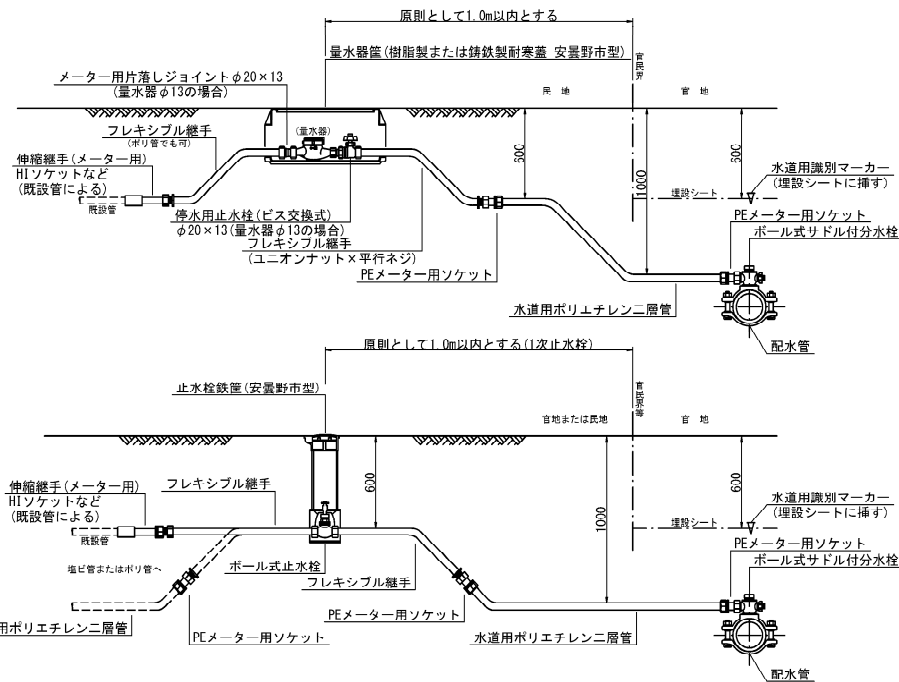 原則として1.0m以内とする
量水器筐(樹脂製または鋳鉄製耐寒蓋 安曇野市型)
官民界
メーター用片落しジョイントφ20×13
(量水器φ13の場合)
民 地
官 地
フレキシブル継手
(ポリ管でも可)
(量水器)
伸縮継手(メーター用)
HIソケットなど
(既設管による)
既設管
600
1000
600
水道用識別マーカー
(埋設シートに挿す)
埋設シート
停水用止水栓(ビス交換式)
φ20×13(量水器φ13の場合)
フレキシブル継手
(ユニオンナット×平行ネジ)
PEメーター用ソケット
PEメーター用ソケット
ボール式サドル付分水栓
水道用ポリエチレン二層管
配水管
原則として1.0m以内とする(1次止水栓)
止水栓鉄筐(安曇野市型)
官民界等
官地または民地
官 地
伸縮継手(メーター用)
HIソケットなど
(既設管による)
フレキシブル継手
600
1000
600
水道用識別マーカー
(埋設シートに挿す)
埋設シート
既設管
塩ビ管またはポリ管へ
ボール式止水栓
フレキシブル継手
PEメーター用ソケット
ボール式サドル付分水栓
PEメーター用ソケット
用ポリエチレン二層管
PEメーター用ソケット
水道用ポリエチレン二層管
配水管